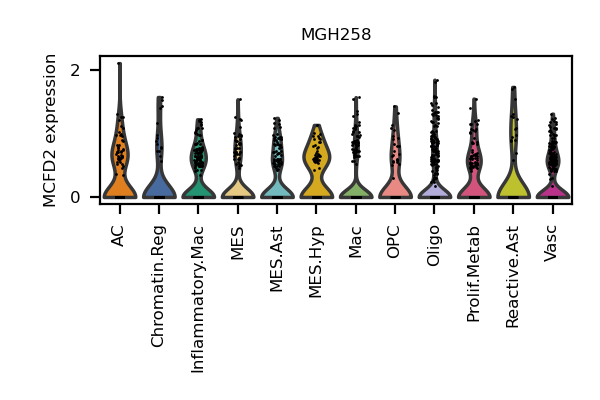 MGH258
MCFD2 expression
2
0
AC
Chromatin.Reg
Inflammatory.Mac
MES
MES.Ast
MES.Hyp
Mac
OPC
Oligo
Prolif.Metab
Reactive.Ast
Vasc